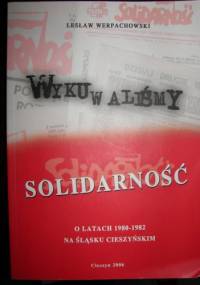 LESŁAW WERPACHOWSKI
WYKUWALIŚMY
SOLIDARNOŚĆ
O LATACH 1980-1982
NA ŚLĄSKU CIESZYŃSKIM
Cieszyn 2006